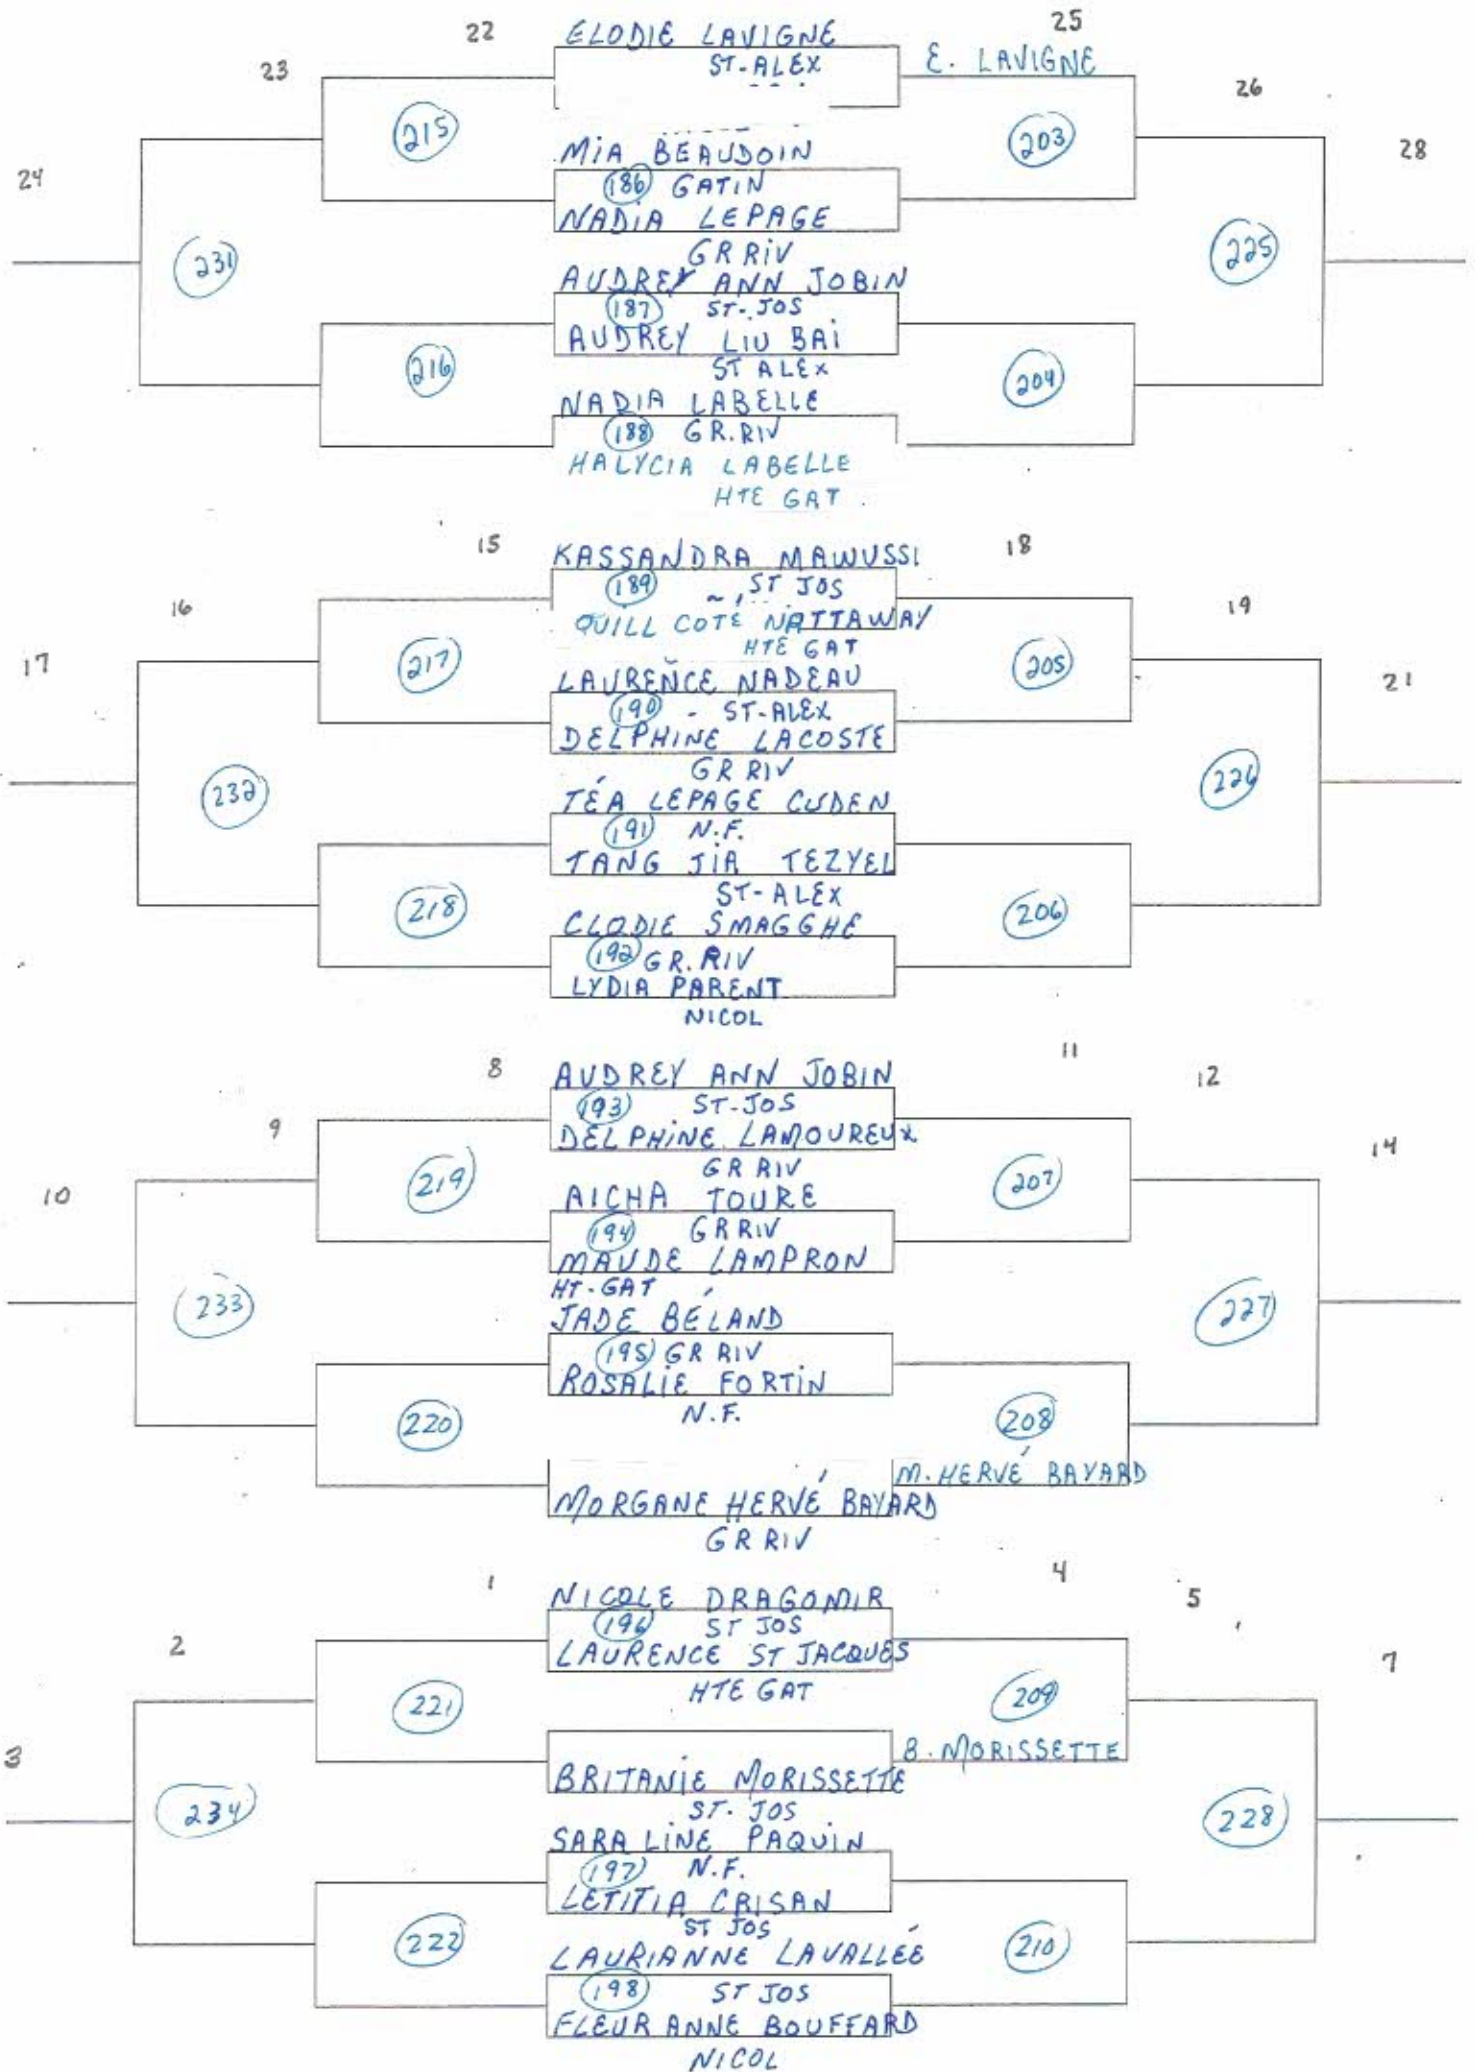 22 ELODIE LAVIGNE 25
23 ST-ALEX E. LAVIGNE
26
215 203
MIA BEAUDOIN 28
24 186 GATIN
NADIA LEPAGE
231 GR RIV 225
AUDREY ANN JOBIN
187 ST-JOS
AUDREY LIU BAI
216 ST ALEX 204
NADIA LABELLE
188 GR.RIV
HALYCIA LABELLE
HTE GAT
15 KASSANDRA MAWUSSI 18
16 189 ST JOS 19
QUILL COTÉ NATTAWAY
17 217 HTE GAT 205
LAURENCE NADEAU 21
190 - ST-ALEX
DELPHINE LACOSTE
232 GR RIV 226
TÉA LEPAGE CUDEN
191 N.F.
TANG JIA TEZYEL
218 ST-ALEX 206
CLODIE SMAGGHE
192 GR.RIV
LYDIA PARENT
NICOL
8 AUDREY ANN JOBIN 11
9 193 ST-JOS 12
DELPHINE LAMOUREUX 14
219 GR RIV 207
10 AICHA TOURE
194 GR RIV
MAUDE LAMPRON
233 HT-GAT 227
JADE BÉLAND
195 GR RIV
ROSALIE FORTIN
220 N.F. 208
M. HERVÉ BAYARD
MORGANE HERVÉ BAYARD
GR RIV
1 NICOLE DRAGOMIR 4
2 196 ST JOS 5
LAURENCE ST JACQUES 7
221 HTE GAT 209
3 B. MORISSETTE
BRITANIE MORISSETTE
234 ST. JOS 228
SARA LINE PAQUIN
197 N.F.
LETITIA CRISAN
222 ST JOS 210
LAURIANNE LAVALLÉE
198 ST JOS
FLEUR ANNE BOUFFARD
NICOL